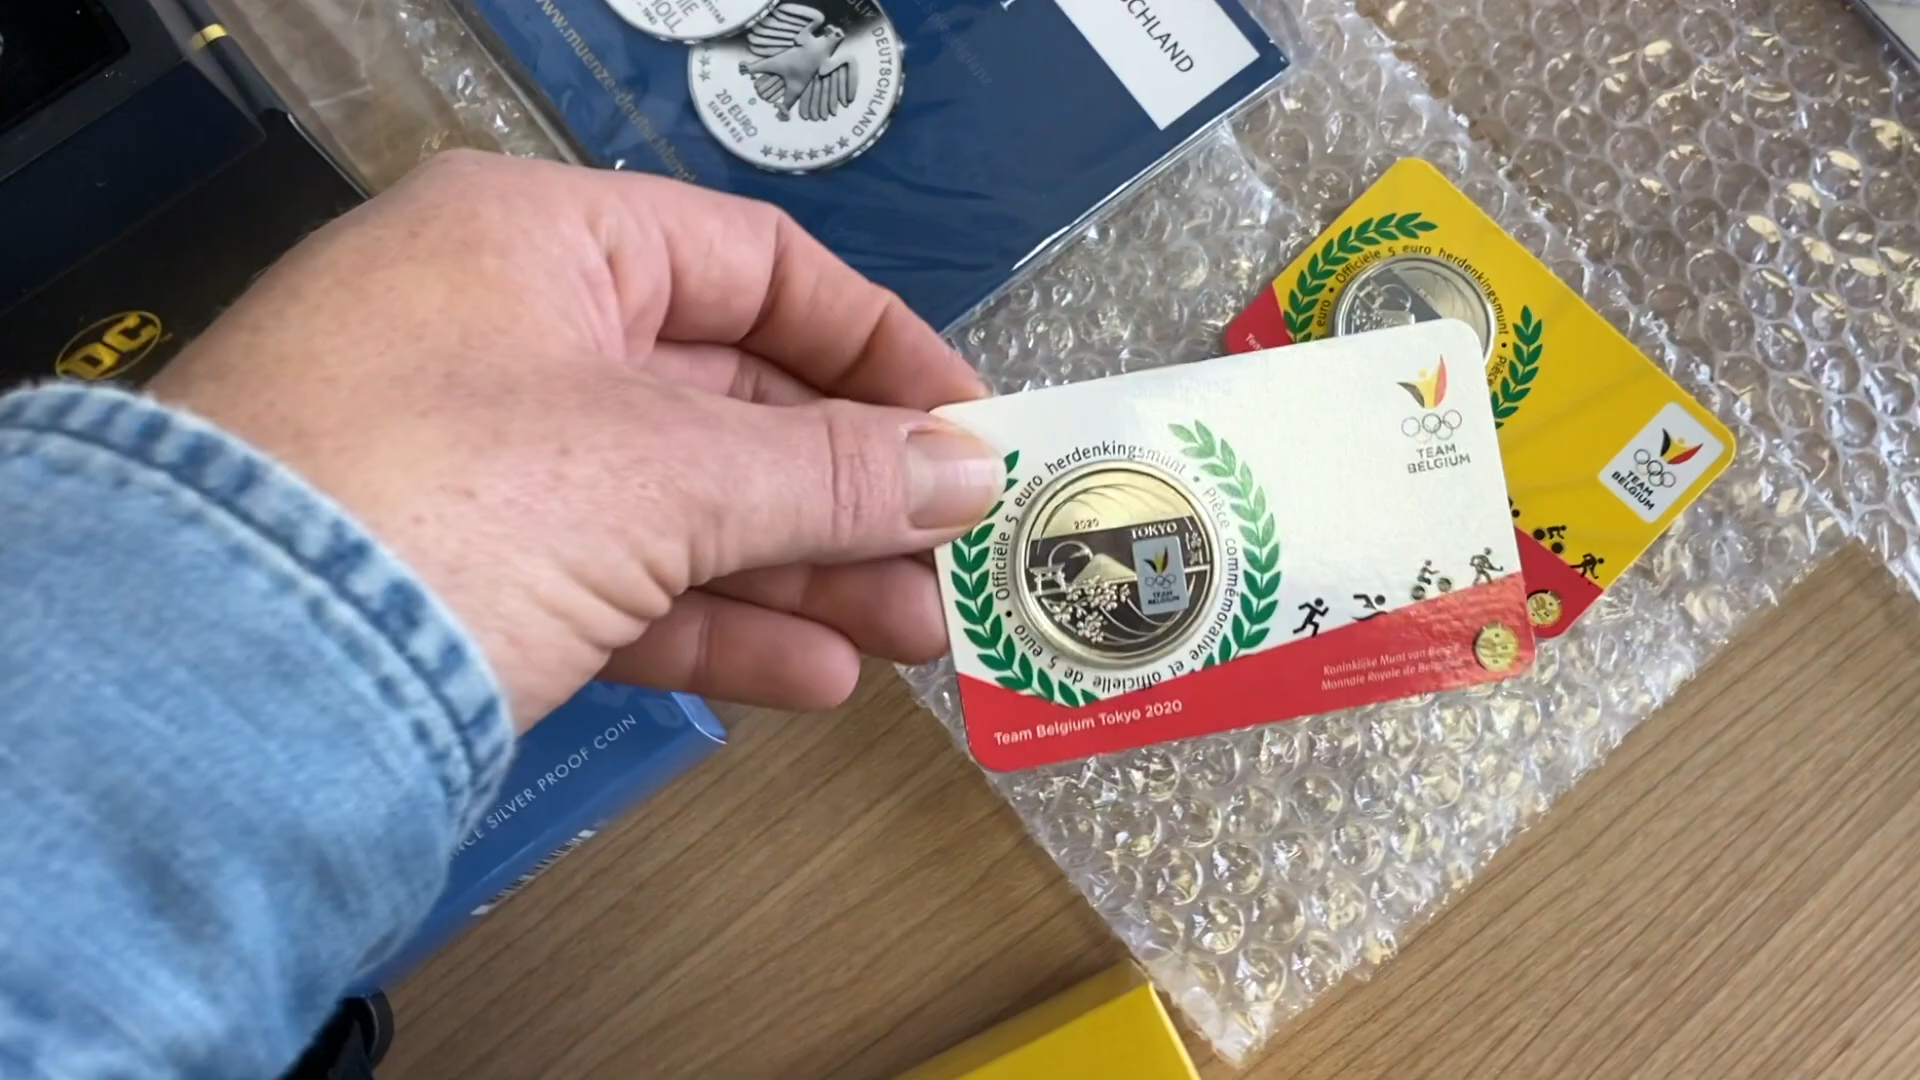 DEUTSCHLAND
20 EURO
SILBER 925
www.muenze-deutschland
CHLAND
DC
SILVER PROOF COIN
Officiële 5 euro herdenkingsmunt
euro
TEAM
BELGIUM
Officiële 5 euro herdenkingsmunt • Pièce commémorative et officielle de 5 euro •
2020
TOKYO
TEAM
BELGIUM
TEAM
BELGIUM
Team Belgium Tokyo 2020
Koninklijke Munt van België
Monnaie Royale de Belgique